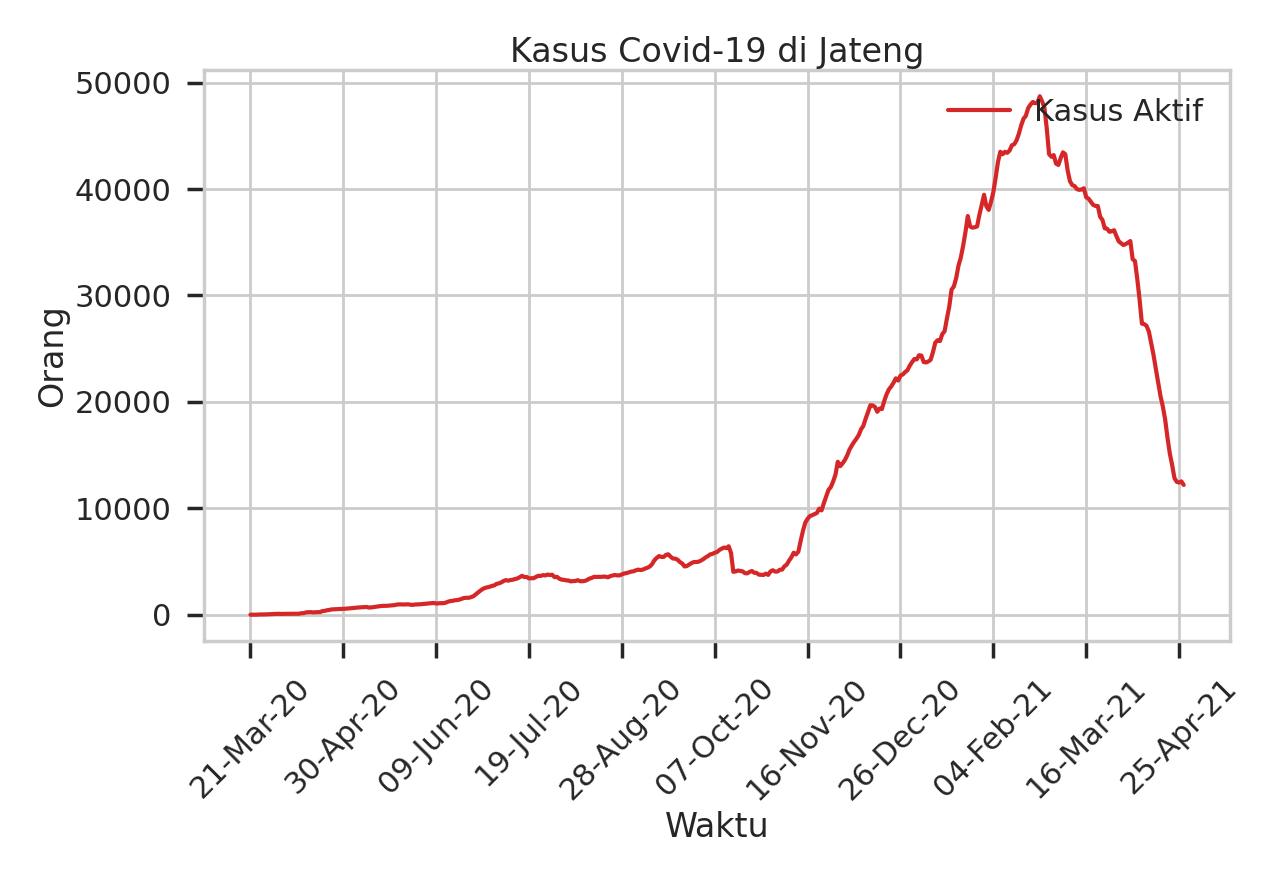 Kasus Covid-19 di Jateng
Kasus Aktif
50000
40000
30000
20000
10000
0
Orang
21-Mar-20
30-Apr-20
09-Jun-20
19-Jul-20
28-Aug-20
07-Oct-20
16-Nov-20
26-Dec-20
04-Feb-21
16-Mar-21
25-Apr-21
Waktu